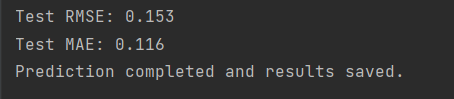 Test RMSE: 0.153
Test MAE: 0.116
Prediction completed and results saved.